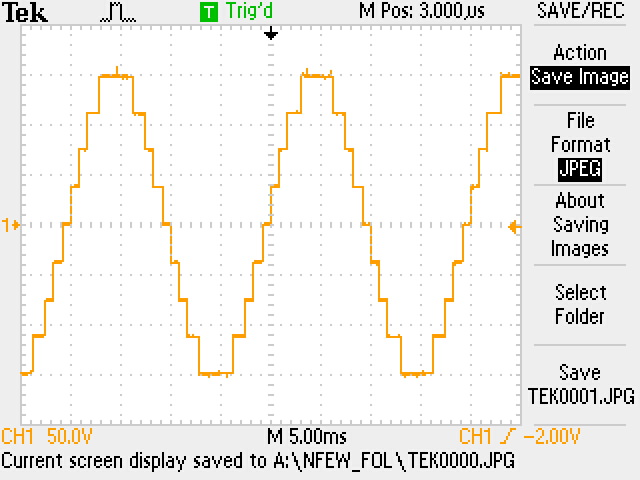 Tek T Trig'd M Pos: 3.000µs SAVE/REC
Action
Save Image
File
Format
JPEG
About
Saving
Images
Select
Folder
Save
TEK0001.JPG
1
CH1 50.0V M 5.00ms CH1 -2.00V
Current screen display saved to A:\NFEW_FOL\TEK0000.JPG